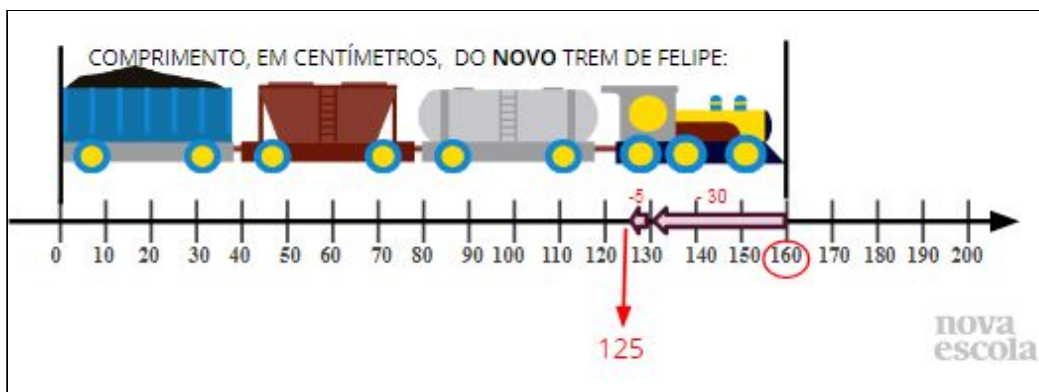 COMPRIMENTO, EM CENTÍMETROS, DO NOVO TREM DE FELIPE:
-5 - 30
0 10 20 30 40 50 60 70 80 90 100 110 120 130 140 150 160 170 180 190 200
125
nova
escola